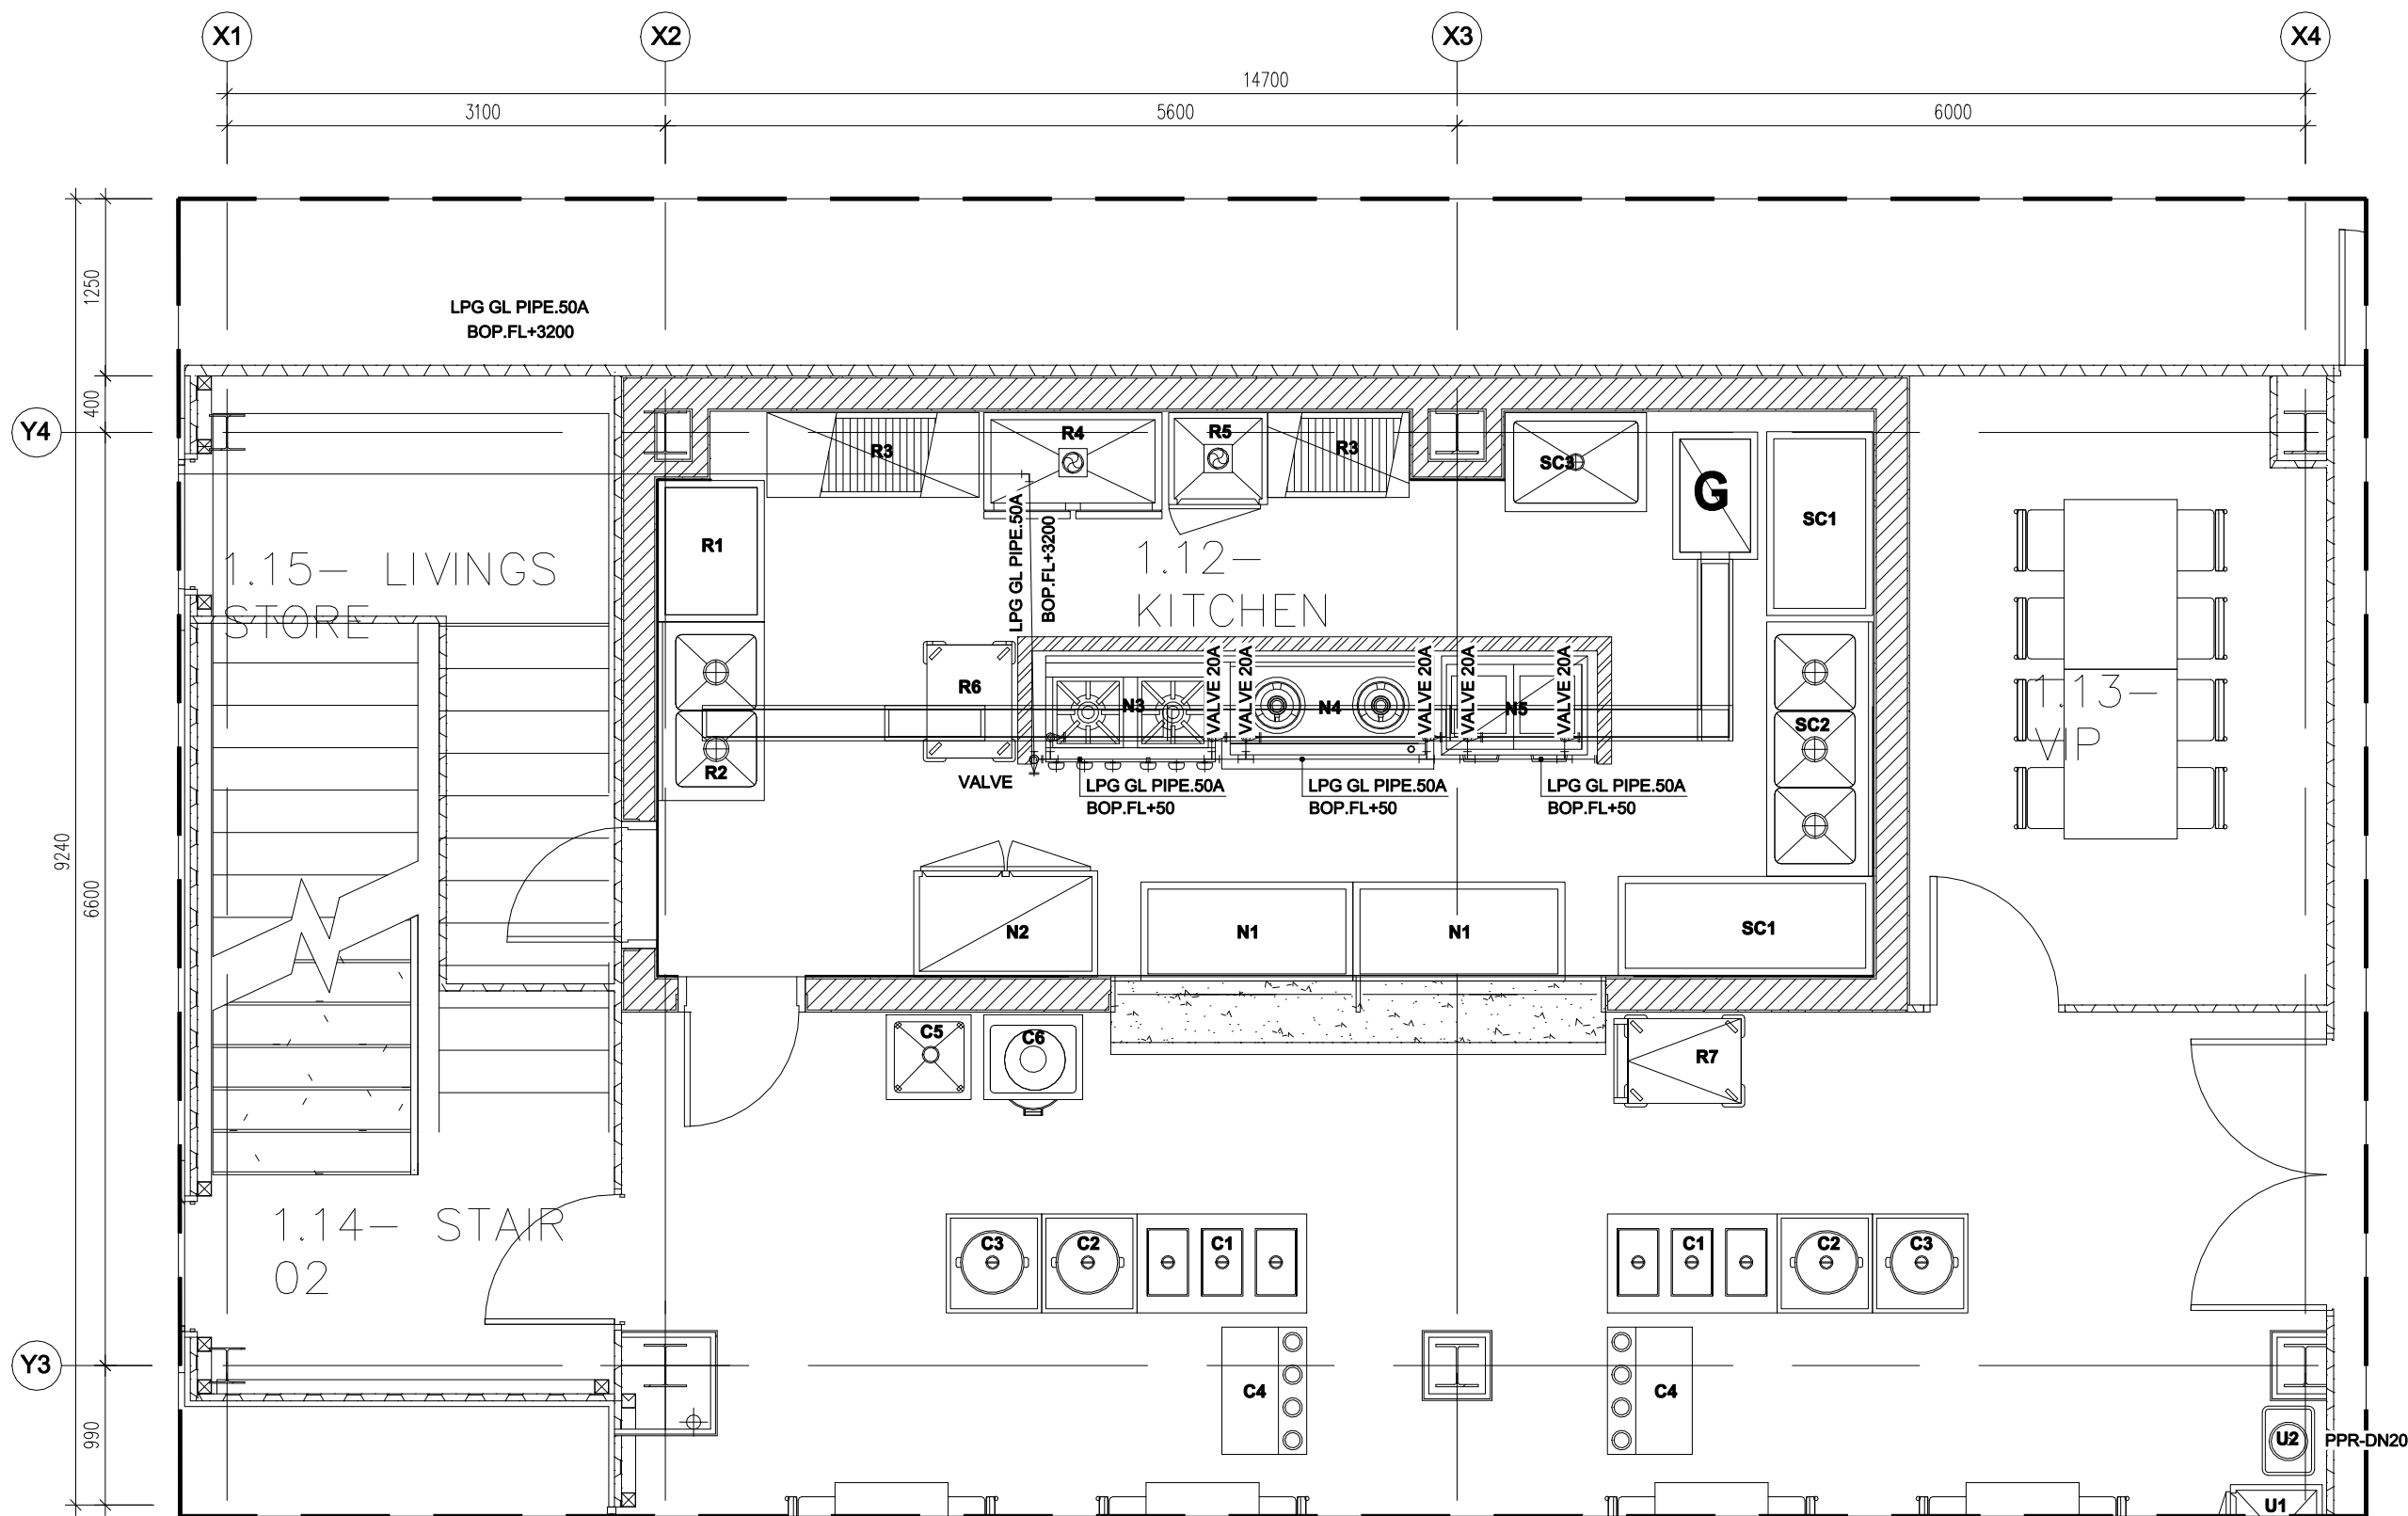 X1
X2
X3
X4
14700
3100
5600
6000
1250
LPG GL PIPE.50A
BOP.FL+3200
400
Y4
R3
R4
R5
R3
SC3
G
SC1
R1
LPG GL PIPE.50A
BOP.FL+3200
1.12-
KITCHEN
1.15- LIVINGS
STORE
R6
N3
VALVE 20A
VALVE 20A
N4
VALVE 20A
VALVE 20A
N5
VALVE 20A
1.13-
VIP
SC2
R2
VALVE
LPG GL PIPE.50A
BOP.FL+50
LPG GL PIPE.50A
BOP.FL+50
LPG GL PIPE.50A
BOP.FL+50
9240
6600
N2
N1
N1
SC1
C5
C6
R7
1.14- STAIR
02
C3
C2
C1
C1
C2
C3
Y3
C4
C4
990
U2
PPR-DN20
U1